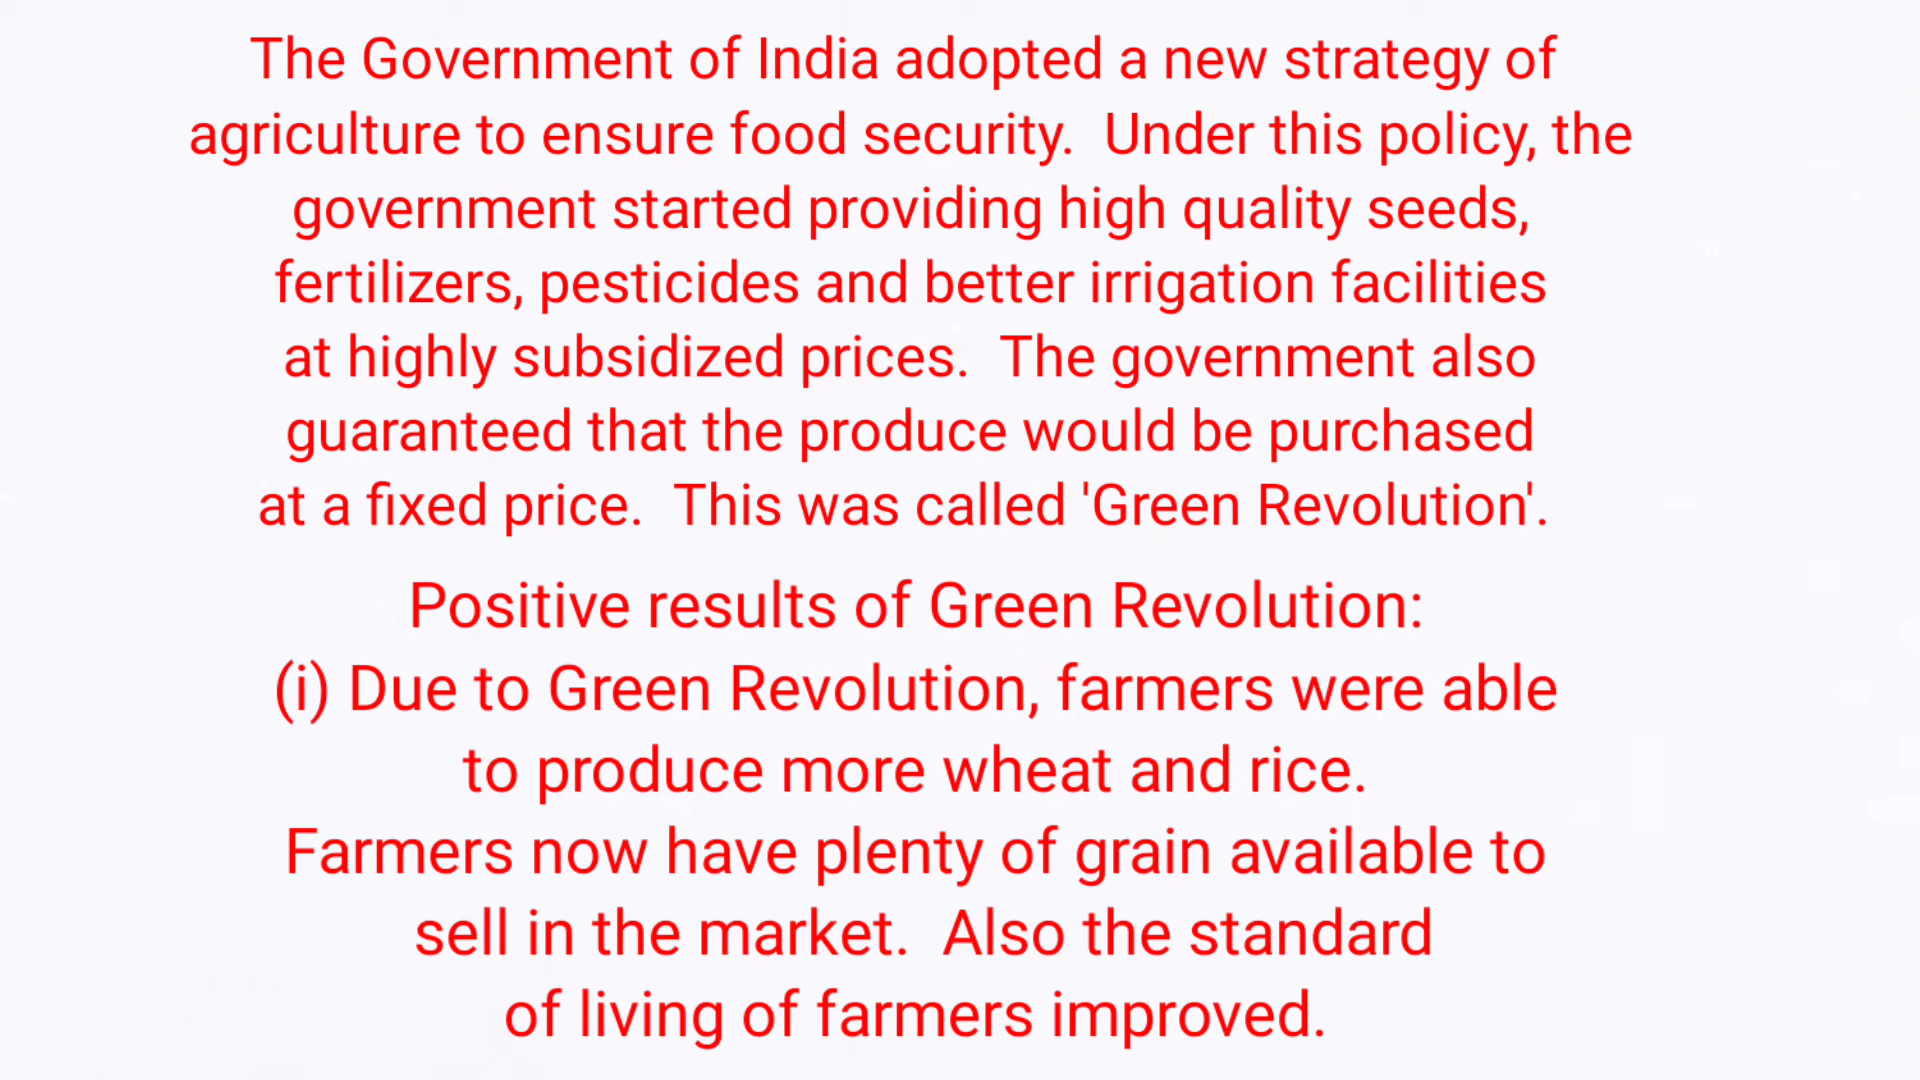 The Government of India adopted a new strategy of
agriculture to ensure food security.  Under this policy, the
government started providing high quality seeds,
fertilizers, pesticides and better irrigation facilities
at highly subsidized prices.  The government also
guaranteed that the produce would be purchased
at a fixed price.  This was called 'Green Revolution'.
Positive results of Green Revolution:
(i) Due to Green Revolution, farmers were able
to produce more wheat and rice.
Farmers now have plenty of grain available to
sell in the market.  Also the standard
of living of farmers improved.